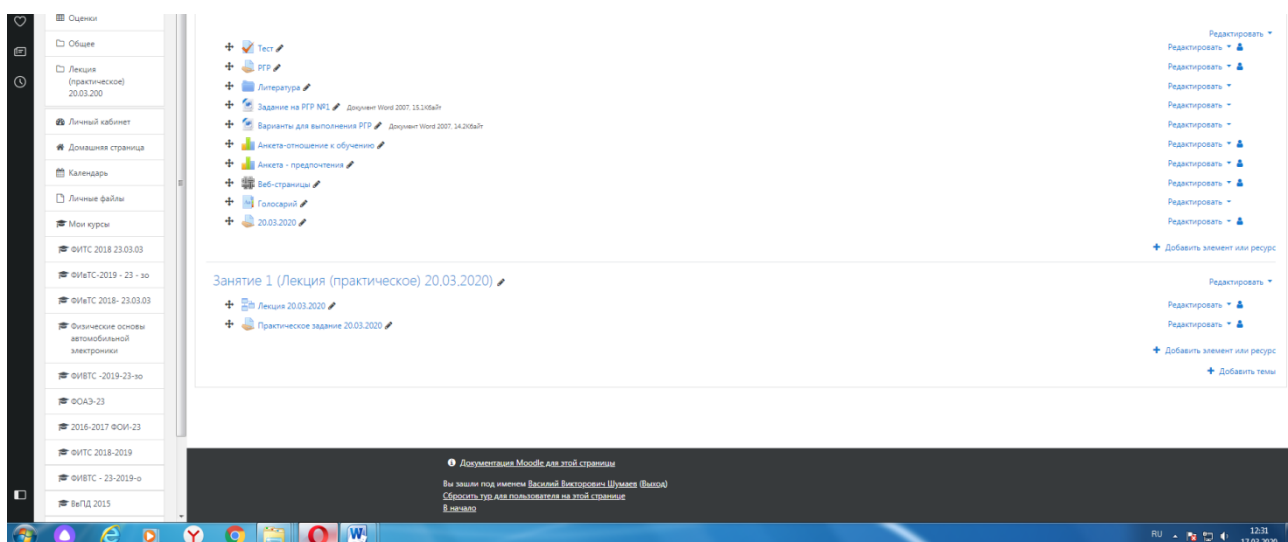 Оценки
Общее
Лекция
(практическое)
20.03.200
Личный кабинет
Домашняя страница
Календарь
Личные файлы
Мои курсы
ФИТС 2018 23.03.03
ФИвТС-2019 - 23 - зо
ФИвТС 2018- 23.03.03
Физические основы
автомобильной
электроники
ФИВТС -2019-23-зо
ФОАЭ-23
2016-2017 ФОИ-23
ФИТС 2018-2019
ФИВТС - 23-2019-о
ВеПД 2015
Редактировать
Тест Редактировать
РГР Редактировать
Литература Редактировать
Задание на РГР №1 Документ Word 2007, 15.1Кбайт Редактировать
Варианты для выполнения РГР Документ Word 2007, 14.2Кбайт Редактировать
Анкета-отношение к обучению Редактировать
Анкета - предпочтения Редактировать
Веб-страницы Редактировать
Голосарий Редактировать
20.03.2020 Редактировать
Добавить элемент или ресурс
Занятие 1 (Лекция (практическое) 20.03.2020) Редактировать
Лекция 20.03.2020 Редактировать
Практическое задание 20.03.2020 Редактировать
Добавить элемент или ресурс
Добавить темы
Документация Moodle для этой страницы
Вы зашли под именем Василий Викторович Шумаев (Выход)
Сбросить тур для пользователя на этой странице
В начало
RU 12:31
17.03.2020